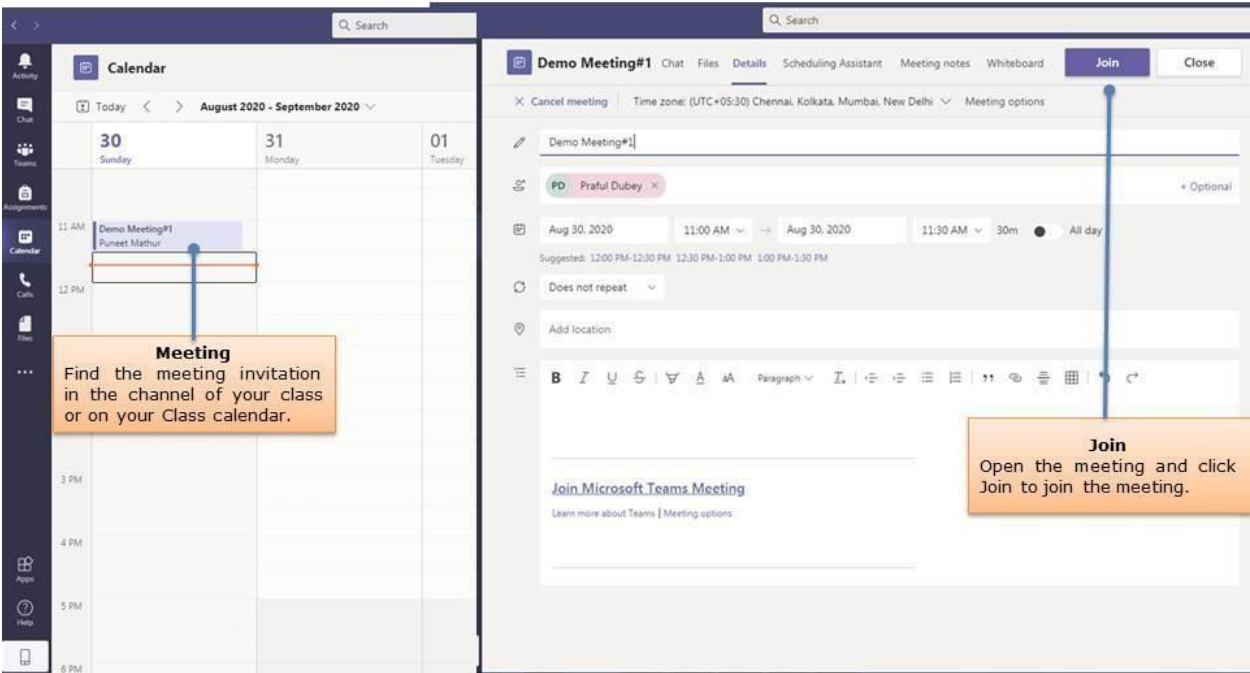 Search
Activity
Chat
Teams
Assignments
Calendar
Calls
Files
...
Apps
Help
Calendar
Today < > August 2020 - September 2020
30
Sunday
31
Monday
01
Tuesday
11 AM
Demo Meeting#1
Puneet Mathur
12 PM
Meeting
Find the meeting invitation
in the channel of your class
or on your Class calendar.
3 PM
4 PM
5 PM
6 PM
Search
Demo Meeting#1 Chat Files Details Scheduling Assistant Meeting notes Whiteboard Join Close
Cancel meeting Time zone: (UTC+05:30) Chennai, Kolkata, Mumbai, New Delhi Meeting options
Demo Meeting#1
PD Praful Dubey + Optional
Aug 30, 2020 11:00 AM → Aug 30, 2020 11:30 AM 30m All day
Suggested: 12:00 PM-12:30 PM 12:30 PM-1:00 PM 1:00 PM-1:30 PM
Does not repeat
Add location
B I U S A AA Paragraph
Join
Open the meeting and click
Join to join the meeting.
Join Microsoft Teams Meeting
Learn more about Teams | Meeting options